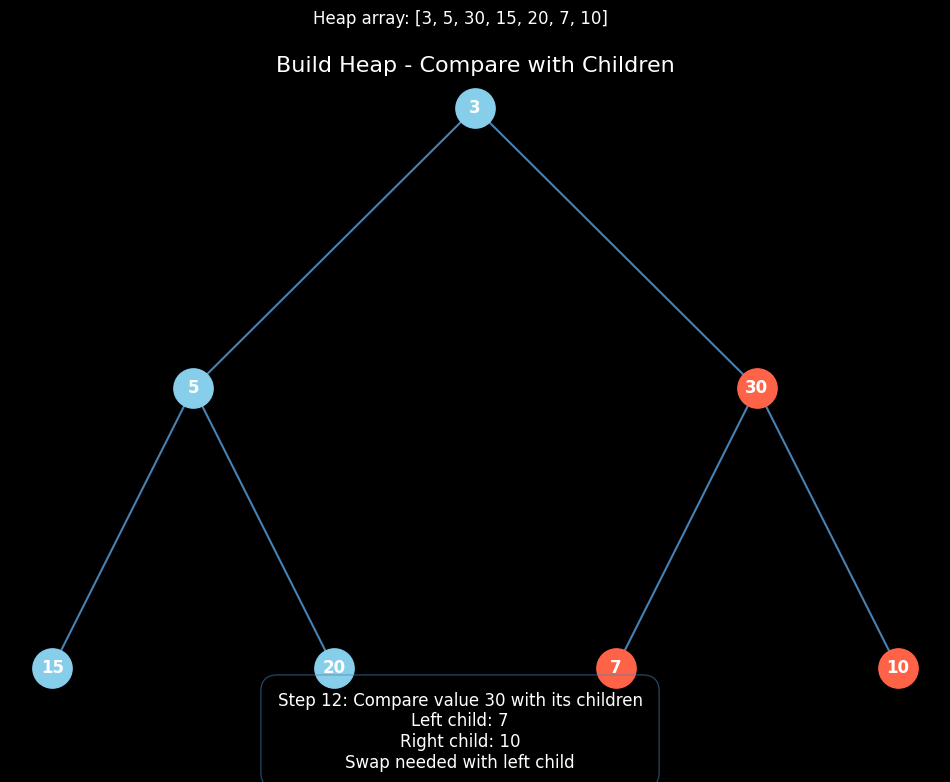 Heap array: [3, 5, 30, 15, 20, 7, 10]
Build Heap - Compare with Children
3
5
30
15
20
7
10
Step 12: Compare value 30 with its children
Left child: 7
Right child: 10
Swap needed with left child